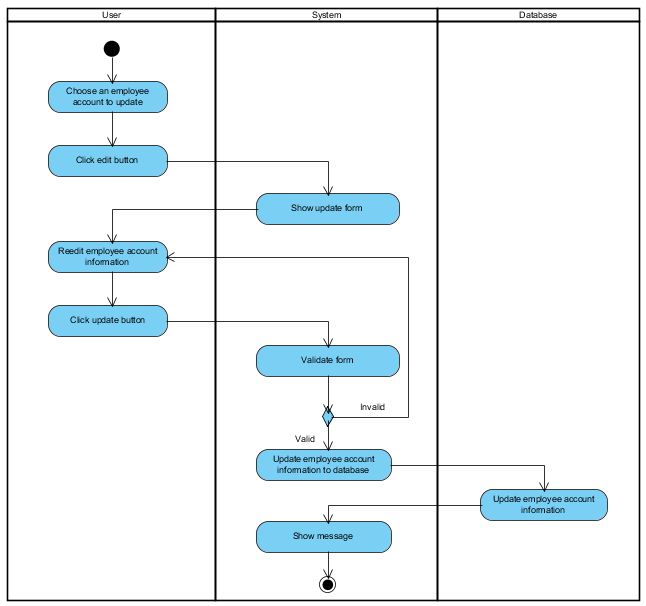 User
System
Database
Choose an employee
account to update
Click edit button
Show update form
Reedit employee account
information
Click update button
Validate form
Invalid
Valid
Update employee account
information to database
Update employee account
information
Show message